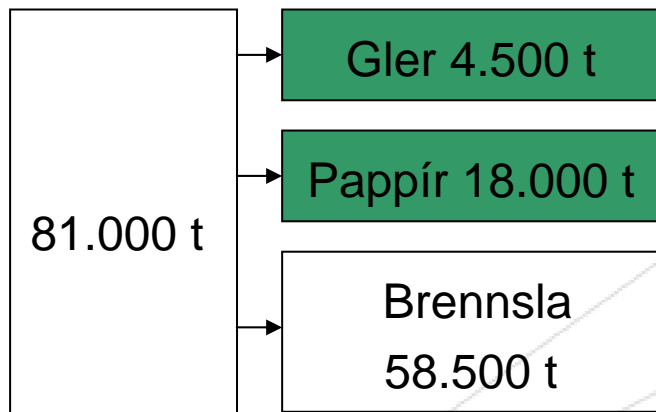 81.000 t
Gler 4.500 t
Pappír 18.000 t
Brennsla
58.500 t